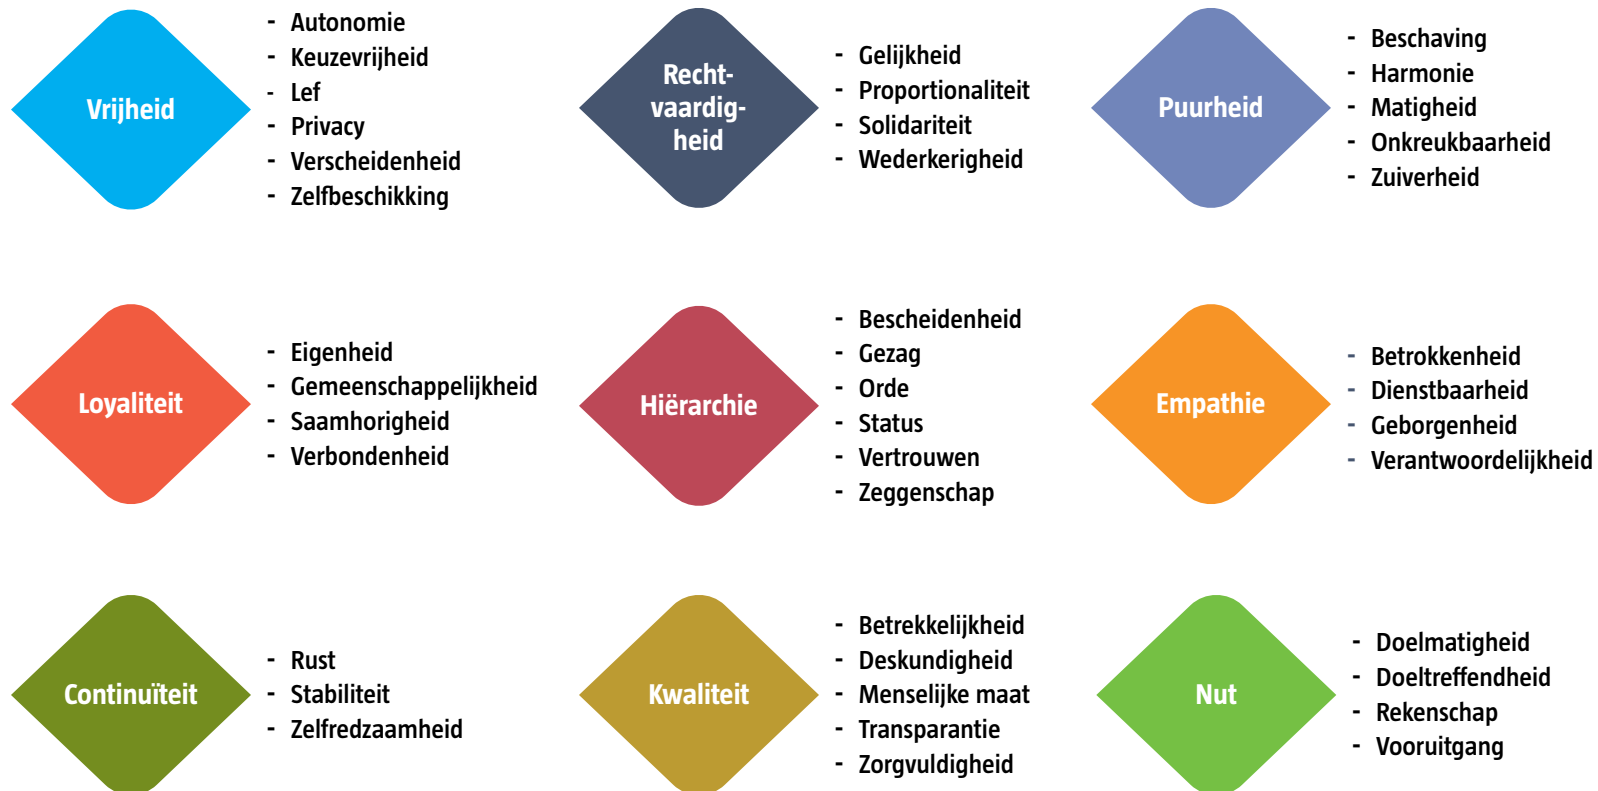 Vrijheid
- Autonomie
- Keuzevrijheid
- Lef
- Privacy
- Verscheidenheid
- Zelfbeschikking
Recht-
vaardig-
heid
- Gelijkheid
- Proportionaliteit
- Solidariteit
- Wederkerigheid
Puurheid
- Beschaving
- Harmonie
- Matigheid
- Onkreukbaarheid
- Zuiverheid
Loyaliteit
- Eigenheid
- Gemeenschappelijkheid
- Saamhorigheid
- Verbondenheid
Hiërarchie
- Bescheidenheid
- Gezag
- Orde
- Status
- Vertrouwen
- Zeggenschap
Empathie
- Betrokkenheid
- Dienstbaarheid
- Geborgenheid
- Verantwoordelijkheid
Continuïteit
- Rust
- Stabiliteit
- Zelfredzaamheid
Kwaliteit
- Betrekkelijkheid
- Deskundigheid
- Menselijke maat
- Transparantie
- Zorgvuldigheid
Nut
- Doelmatigheid
- Doeltreffendheid
- Rekenschap
- Vooruitgang